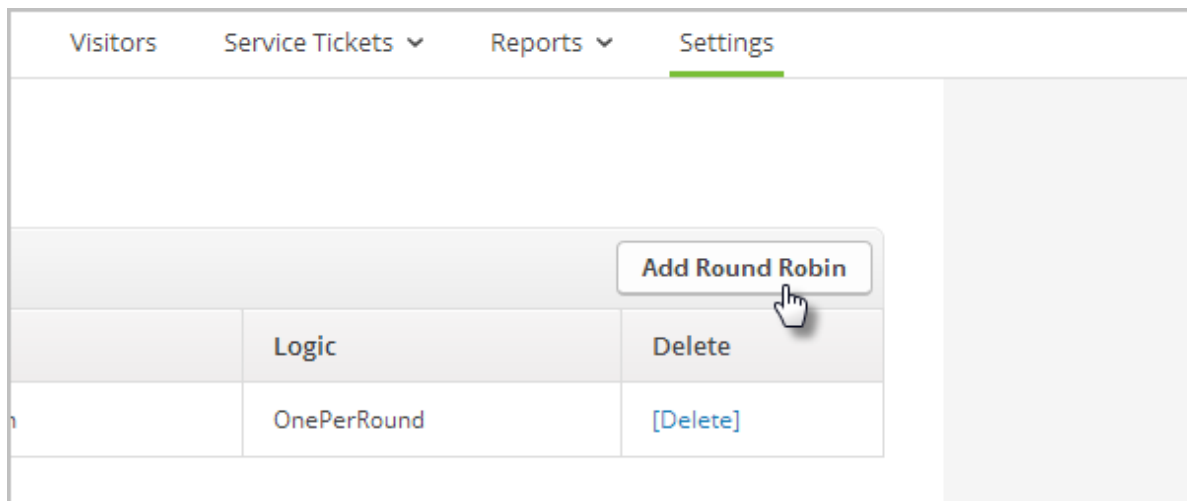 Visitors Service Tickets Reports Settings
Add Round Robin
Logic Delete
OnePerRound [Delete]